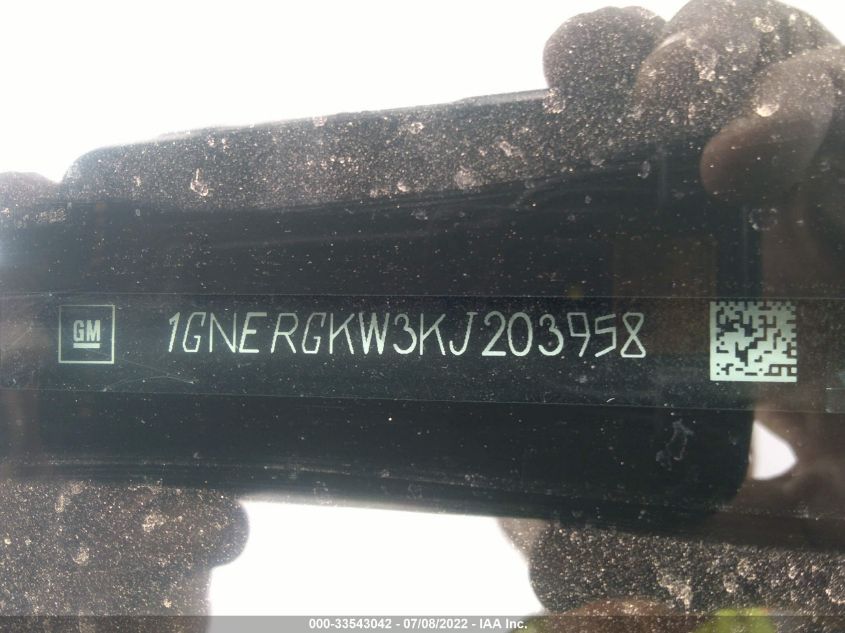 GM 1GNERGKW3KJ203958
000-33543042 - 07/08/2022 - IAA Inc.